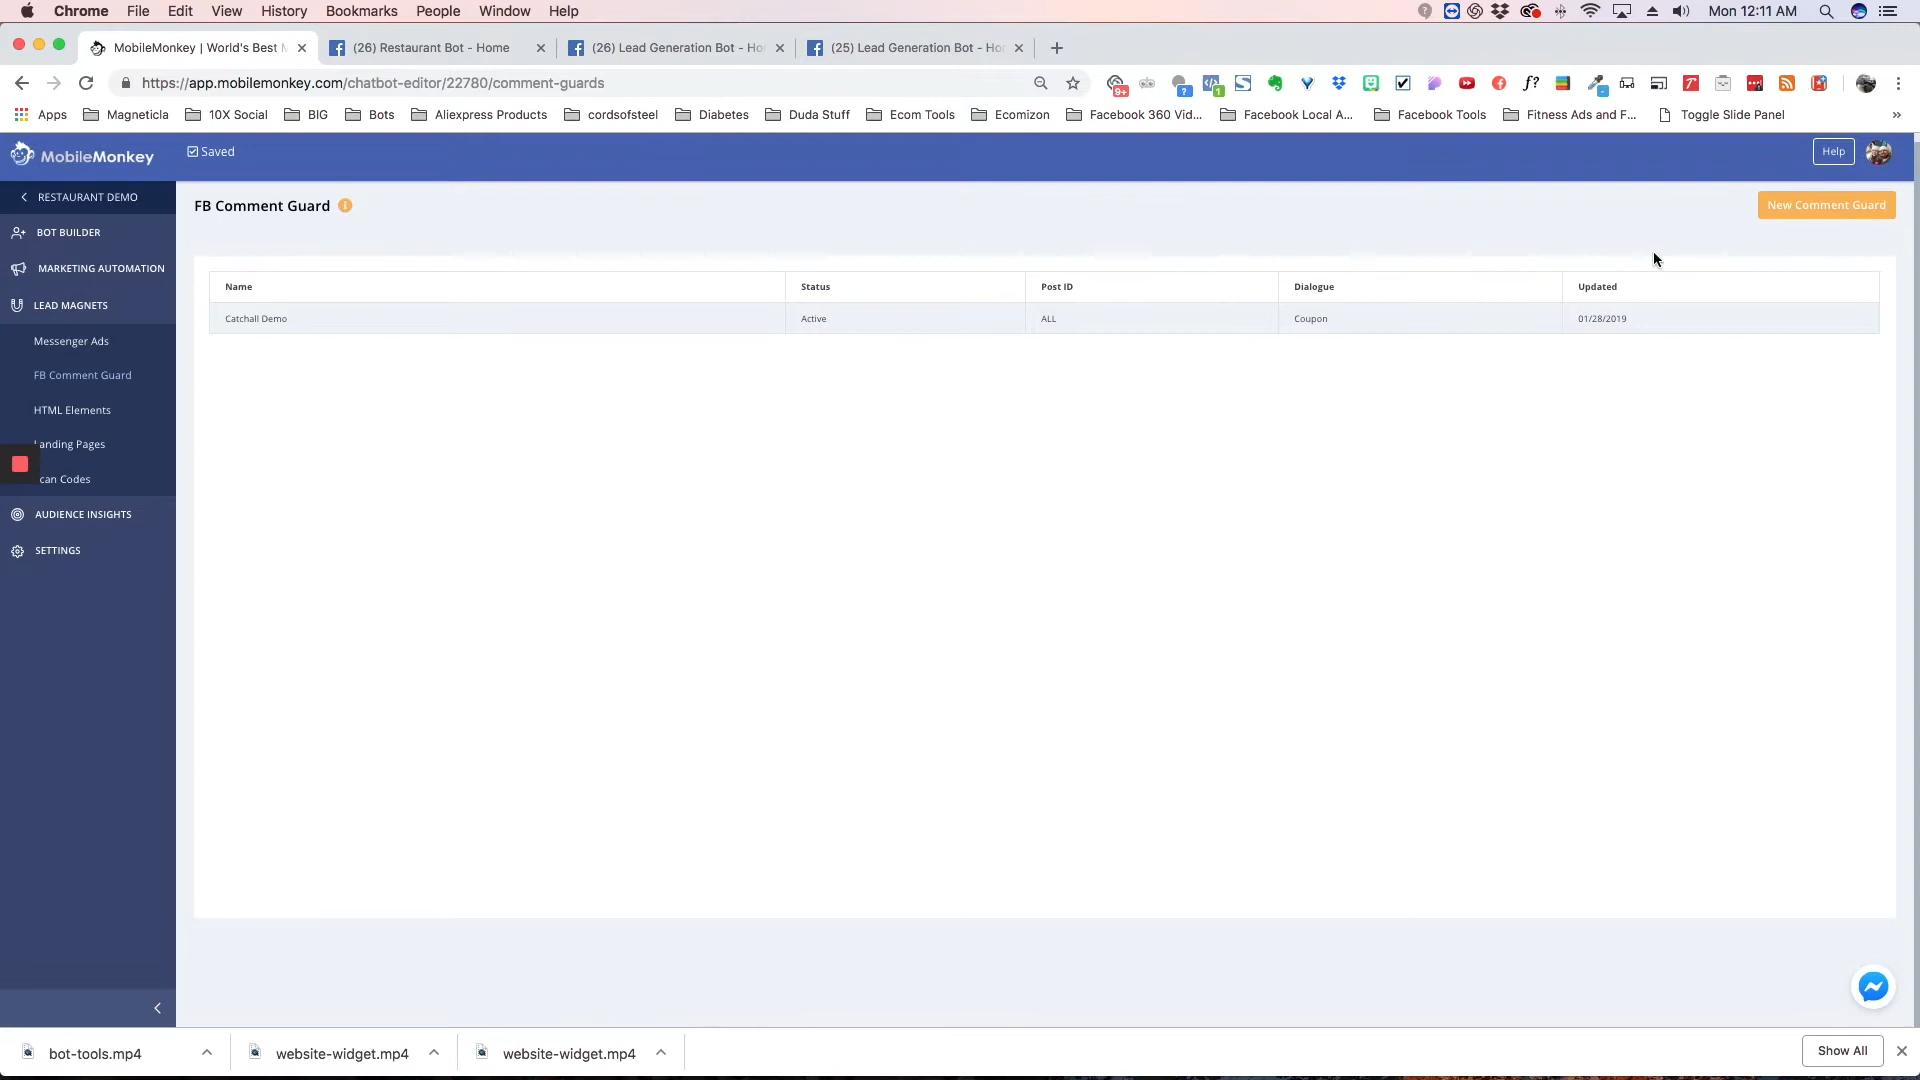 Chrome File Edit View History Bookmarks People Window Help Mon 12:11 AM
MobileMonkey | World's Best M (26) Restaurant Bot - Home (26) Lead Generation Bot - Ho (25) Lead Generation Bot - Ho
https://app.mobilemonkey.com/chatbot-editor/22780/comment-guards 9+ ? 1 f?
Apps Magneticla 10X Social BIG Bots Aliexpress Products cordsofsteel Diabetes Duda Stuff Ecom Tools Ecomizon Facebook 360 Vid... Facebook Local A... Facebook Tools Fitness Ads and F... Toggle Slide Panel »
MobileMonkey Saved Help
RESTAURANT DEMO
FB Comment Guard New Comment Guard
BOT BUILDER
MARKETING AUTOMATION
LEAD MAGNETS
Messenger Ads
FB Comment Guard
HTML Elements
Landing Pages
can Codes
AUDIENCE INSIGHTS
SETTINGS
Name Status Post ID Dialogue Updated
Catchall Demo Active ALL Coupon 01/28/2019
bot-tools.mp4 website-widget.mp4 website-widget.mp4 Show All